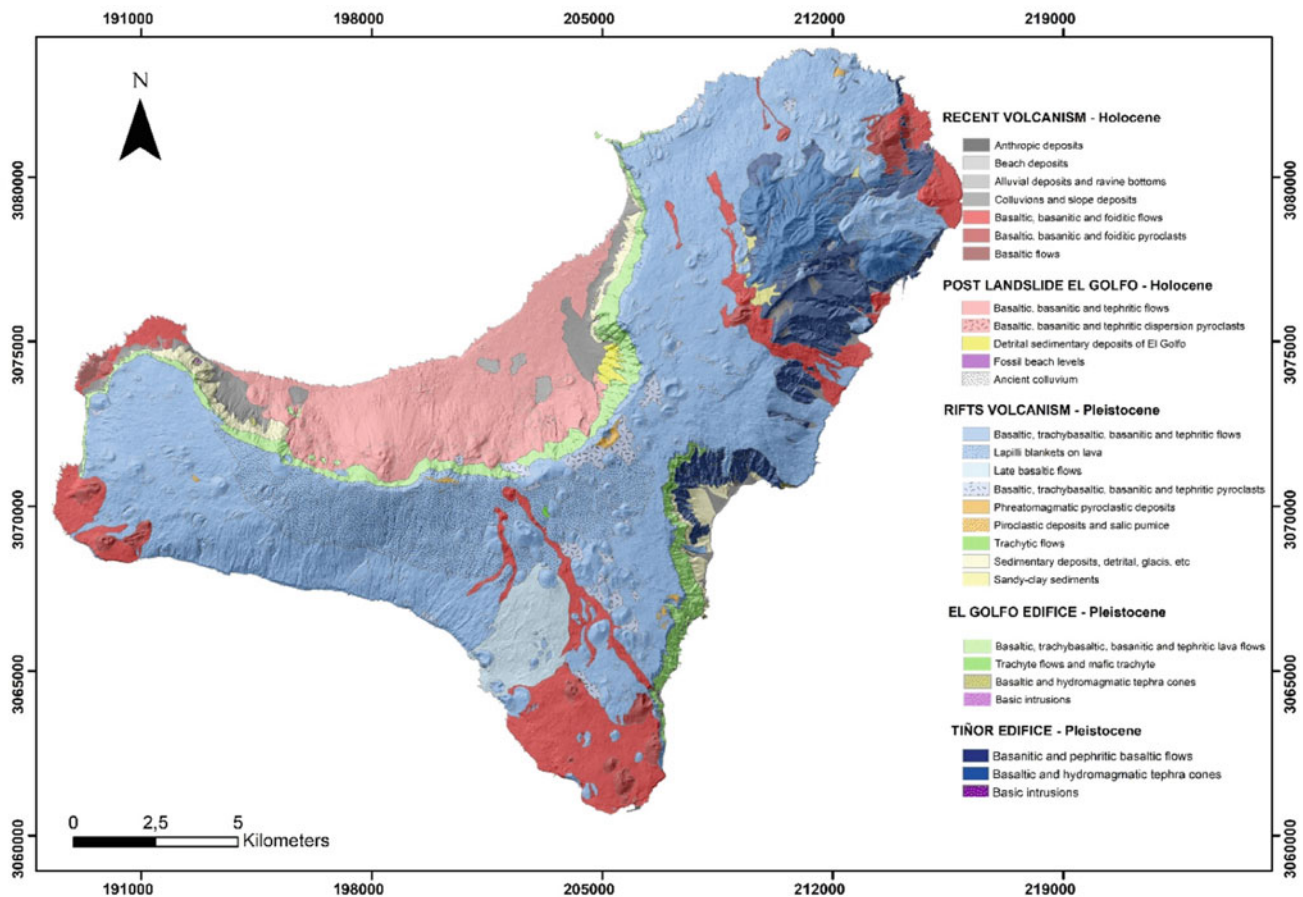 191000 198000 205000 212000 219000
N
3080000
3075000
3070000
3065000
3060000
RECENT VOLCANISM - Holocene
Anthropic deposits
Beach deposits
Alluvial deposits and ravine bottoms
Colluvions and slope deposits
Basaltic, basanitic and foiditic flows
Basaltic, basanitic and foiditic pyroclasts
Basaltic flows
POST LANDSLIDE EL GOLFO - Holocene
Basaltic, basanitic and tephritic flows
Basaltic, basanitic and tephritic dispersion pyroclasts
Detrital sedimentary deposits of El Golfo
Fossil beach levels
Ancient colluvium
RIFTS VOLCANISM - Pleistocene
Basaltic, trachybasaltic, basanitic and tephritic flows
Lapilli blankets on lava
Late basaltic flows
Basaltic, trachybasaltic, basanitic and tephritic pyroclasts
Phreatomagmatic pyroclastic deposits
Piroclastic deposits and salic pumice
Trachytic flows
Sedimentary deposits, detrital, glacis, etc
Sandy-clay sediments
EL GOLFO EDIFICE - Pleistocene
Basaltic, trachybasaltic, basanitic and tephritic lava flows
Trachyte flows and mafic trachyte
Basaltic and hydromagmatic tephra cones
Basic intrusions
TIÑOR EDIFICE - Pleistocene
Basanitic and pephritic basaltic flows
Basaltic and hydromagmatic tephra cones
Basic intrusions
3080000
3075000
3070000
3065000
3060000
0 2,5 5
Kilometers
191000 198000 205000 212000 219000